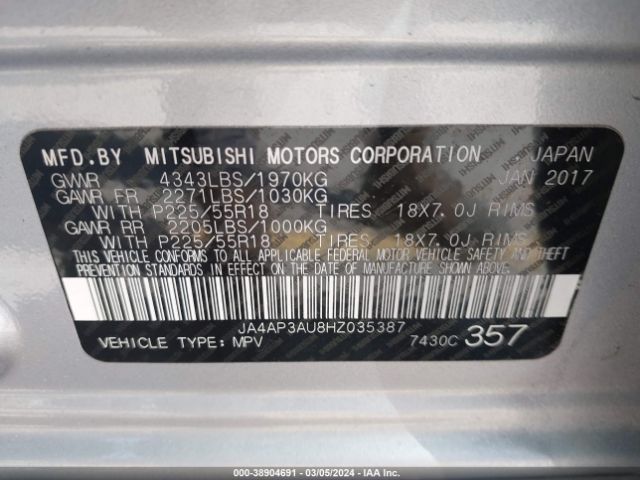 MFD.BY MITSUBISHI MOTORS CORPORATION JAPAN
GVWR 4343LBS/1970KG JAN 2017
GAWR FR 2271LBS/1030KG
WITH P225/55R18 TIRES 18X7.0J RIMS
GAWR RR 2205LBS/1000KG
WITH P225/55R18 TIRES 18X7.0J RIMS
THIS VEHICLE CONFORMS TO ALL APPLICABLE FEDERAL MOTOR VEHICLE SAFETY AND
THEFT PREVENTION STANDARDS IN EFFECT ON THE DATE OF MANUFACTURE SHOWN ABOVE.
JA4AP3AU8HZ035387
VEHICLE TYPE: MPV 7430C 357
000-38904691 - 03/05/2024 - IAA Inc.